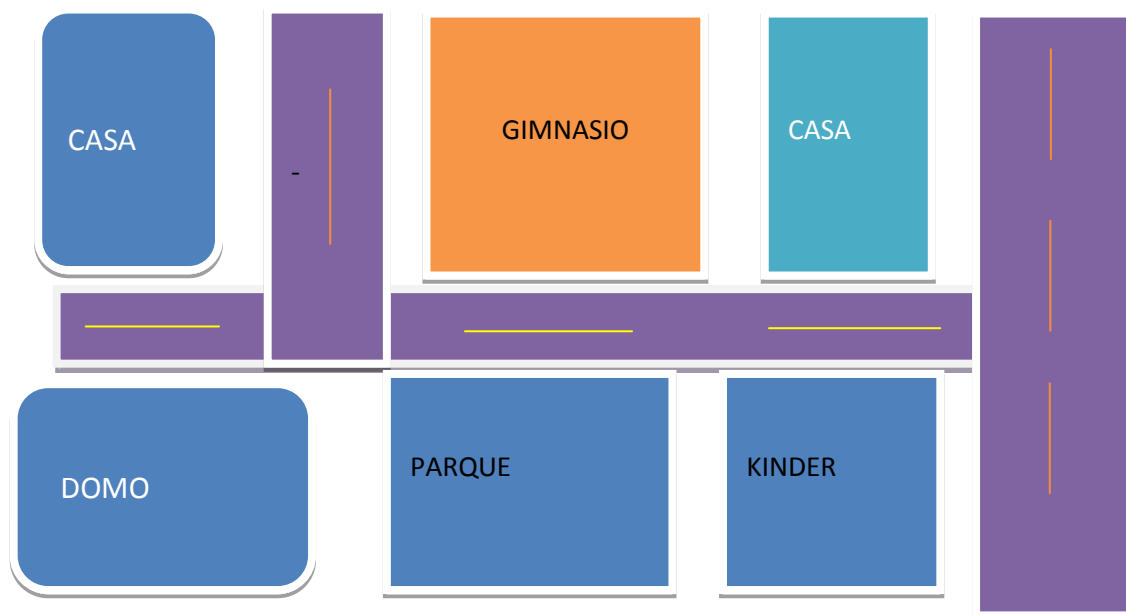 CASA
GIMNASIO
CASA
-
DOMO
PARQUE
KINDER